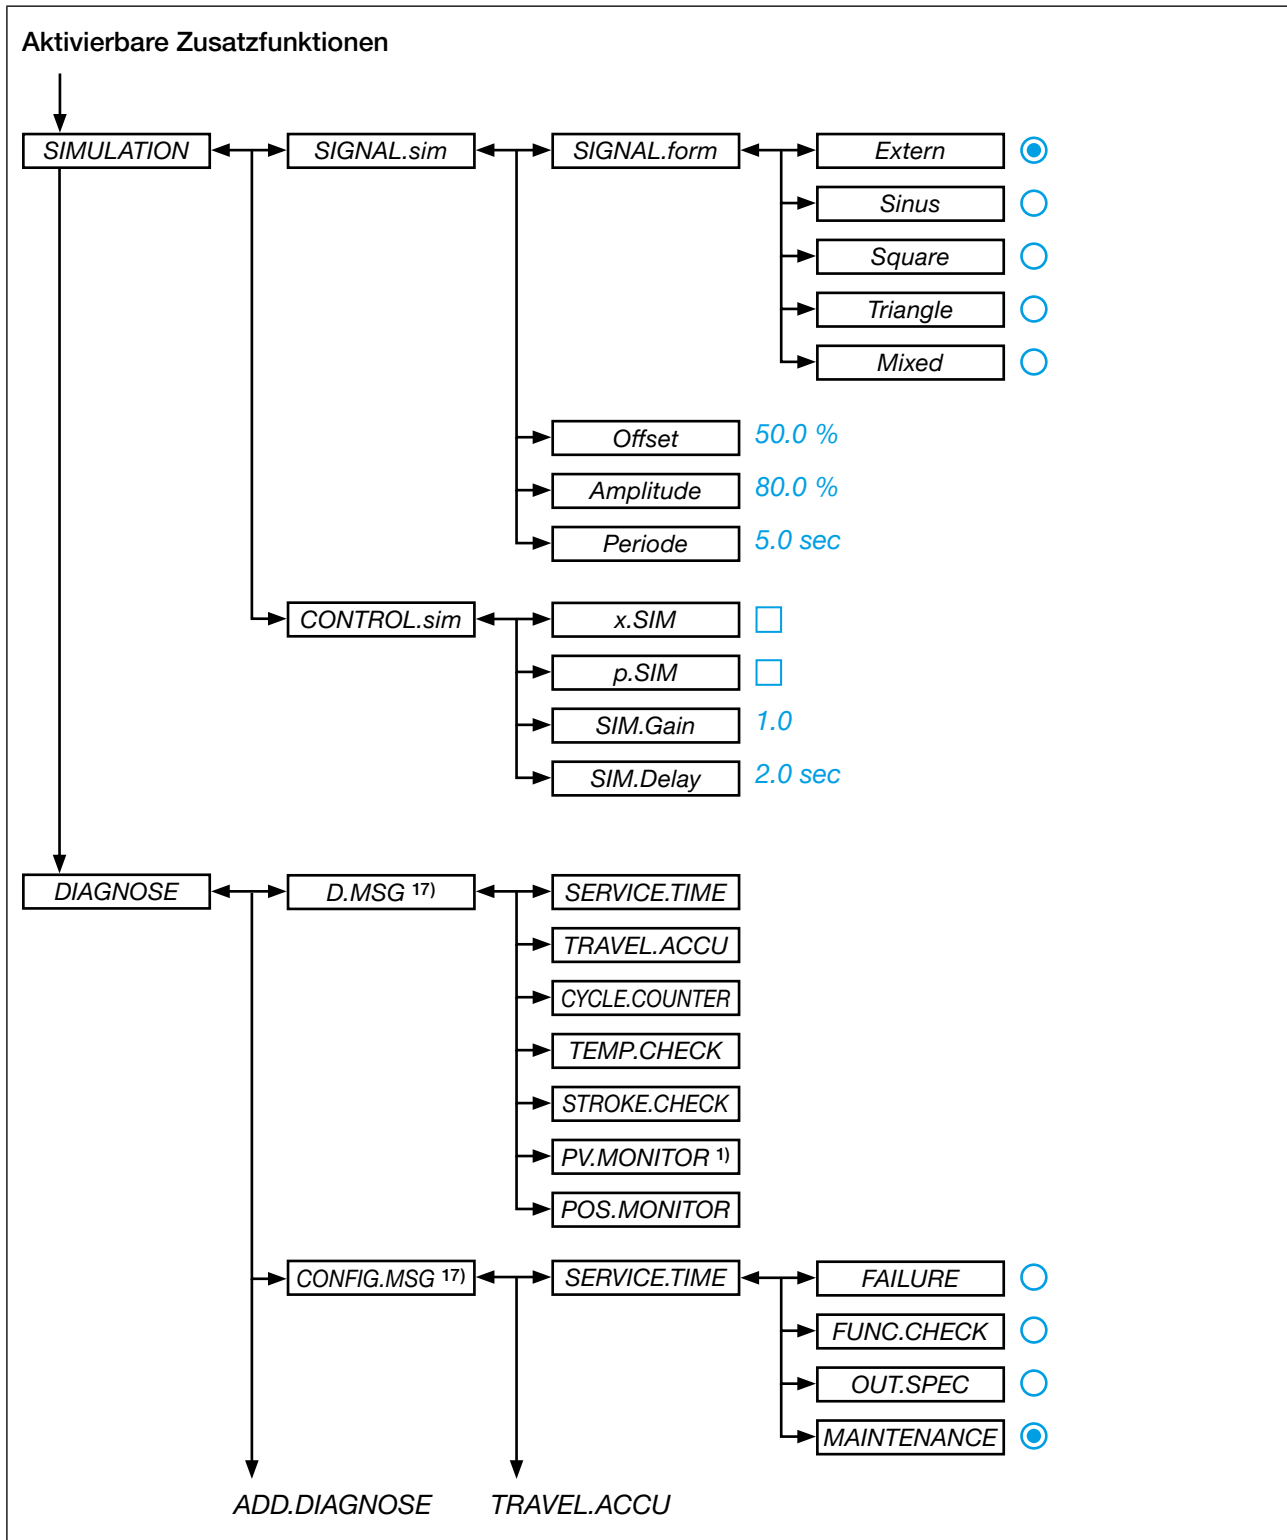 Aktivierbare Zusatzfunktionen
SIMULATION SIGNAL.sim SIGNAL.form Extern
Sinus
Square
Triangle
Mixed
Offset 50.0 %
Amplitude 80.0 %
Periode 5.0 sec
CONTROL.sim x.SIM
p.SIM
SIM.Gain 1.0
SIM.Delay 2.0 sec
DIAGNOSE D.MSG 17) SERVICE.TIME
TRAVEL.ACCU
CYCLE.COUNTER
TEMP.CHECK
STROKE.CHECK
PV.MONITOR 1)
POS.MONITOR
CONFIG.MSG 17) SERVICE.TIME FAILURE
FUNC.CHECK
OUT.SPEC
MAINTENANCE
ADD.DIAGNOSE TRAVEL.ACCU